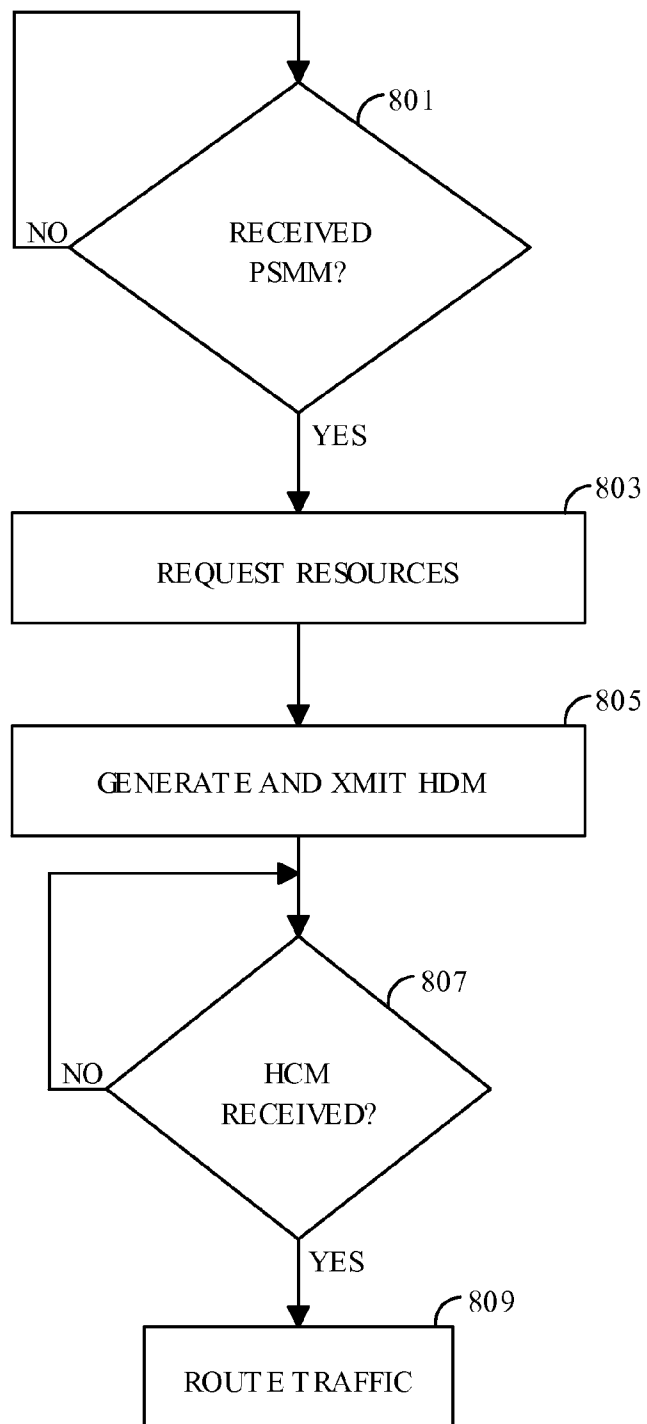 801
NO
RECEIVED
PSMM?
YES
803
REQUEST RESOURCES
805
GENERATE AND XMIT HDM
807
NO
HCM
RECEIVED?
YES
809
ROUTE TRAFFIC